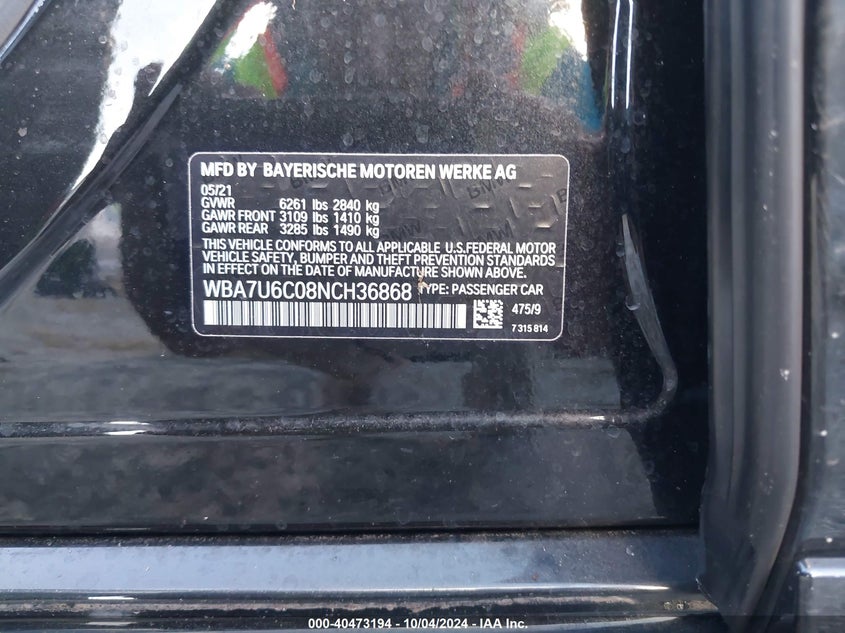 MFD BY BAYERISCHE MOTOREN WERKE AG
05/21
GVWR 6261 lbs 2840 kg
GAWR FRONT 3109 lbs 1410 kg
GAWR REAR 3285 lbs 1490 kg
THIS VEHICLE CONFORMS TO ALL APPLICABLE U.S.FEDERAL MOTOR
VEHICLE SAFETY, BUMPER AND THEFT PREVENTION STANDARDS
IN EFFECT ON THE DATE OF MANUFACTURE SHOWN ABOVE.
WBA7U6C08NCH36868 TYPE: PASSENGER CAR
475/9
7 315 814
000-40473194 - 10/04/2024 - IAA Inc.